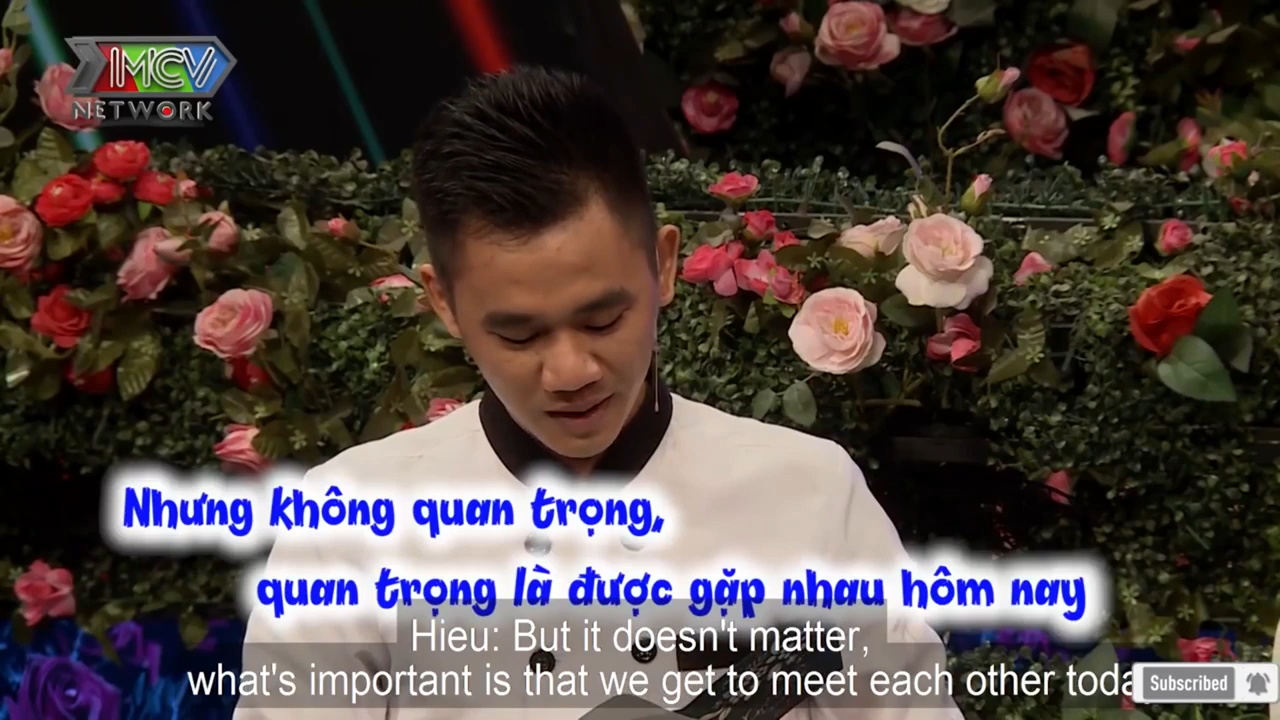 MCV
NETWORK
Nhưng không quan trọng,
quan trọng là được gặp nhau hôm nay
Hieu: But it doesn't matter,
what's important is that we get to meet each other toda
Subscribed